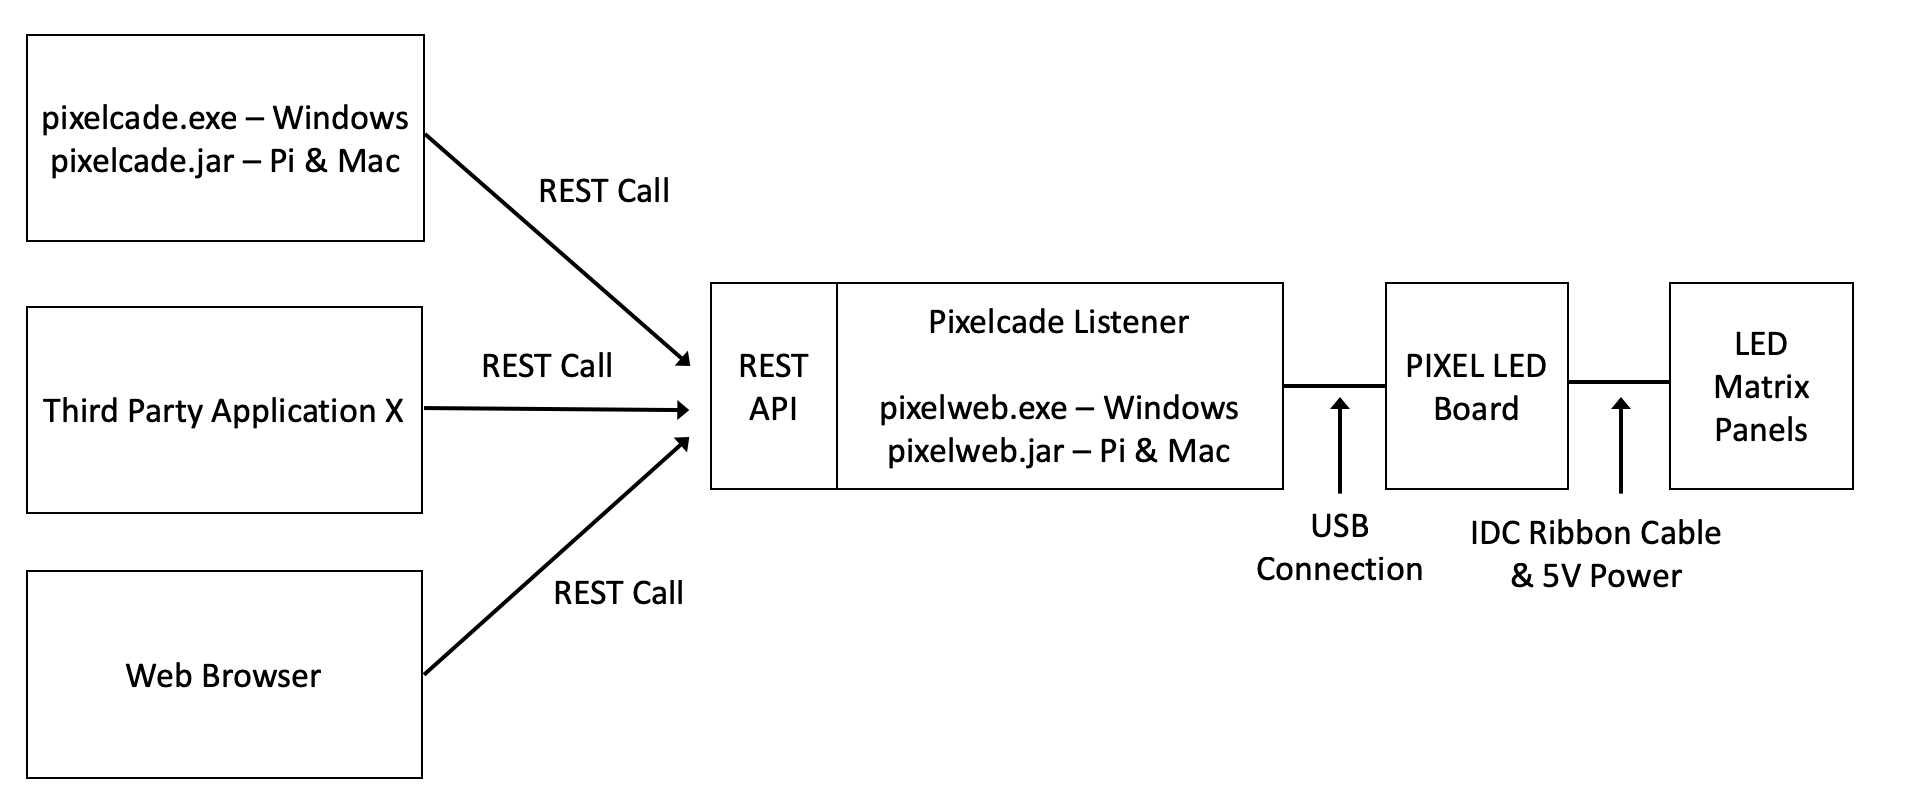 pixelcade.exe – Windows
pixelcade.jar – Pi & Mac
REST Call
Third Party Application X
REST Call
Web Browser
REST Call
REST
API
Pixelcade Listener
pixelweb.exe – Windows
pixelweb.jar – Pi & Mac
USB
Connection
PIXEL LED
Board
IDC Ribbon Cable
& 5V Power
LED
Matrix
Panels